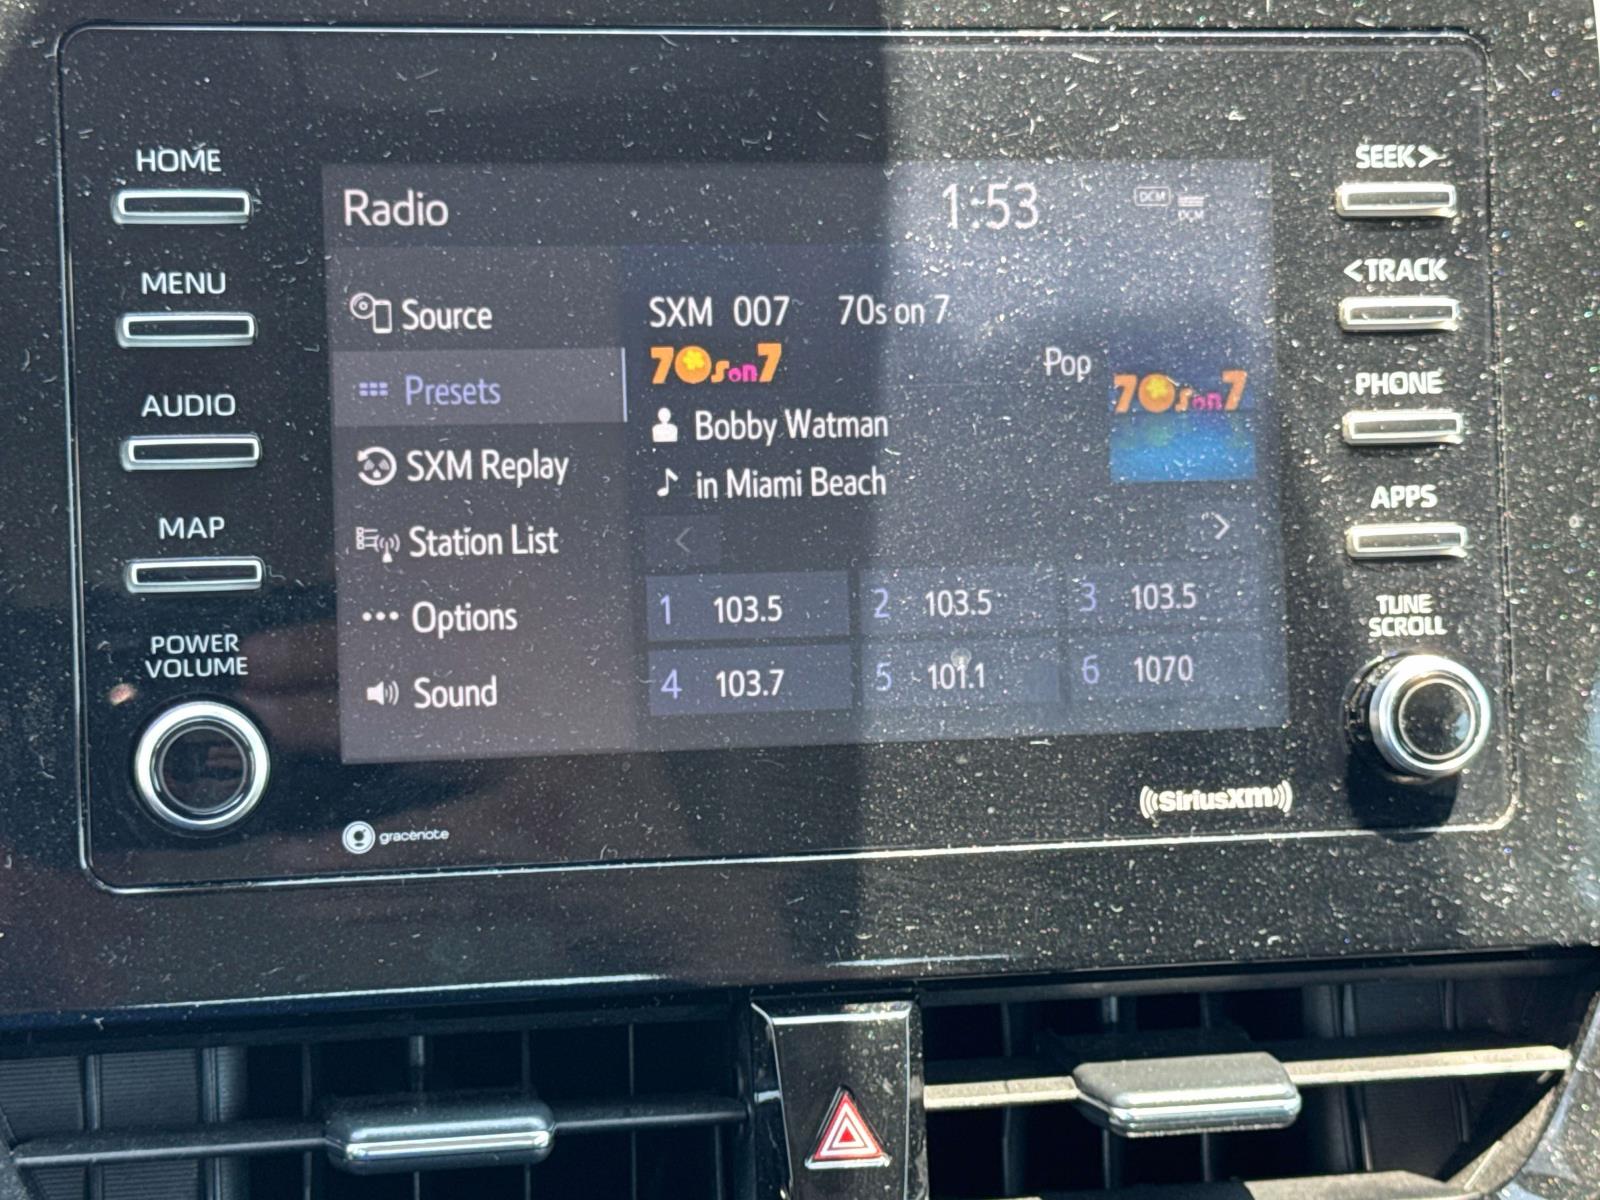 HOME
MENU
AUDIO
MAP
POWER
VOLUME
Radio
1:53
DCM
DCM
Source
Presets
SXM Replay
Station List
Options
Sound
SXM 007 70s on 7
70s on 7
Pop
70s on 7
Bobby Watman
in Miami Beach
1 103.5
2 103.5
3 103.5
4 103.7
5 101.1
6 1070
gracenote
((SiriusXM))
SEEK>
<TRACK
PHONE
APPS
TUNE
SCROLL